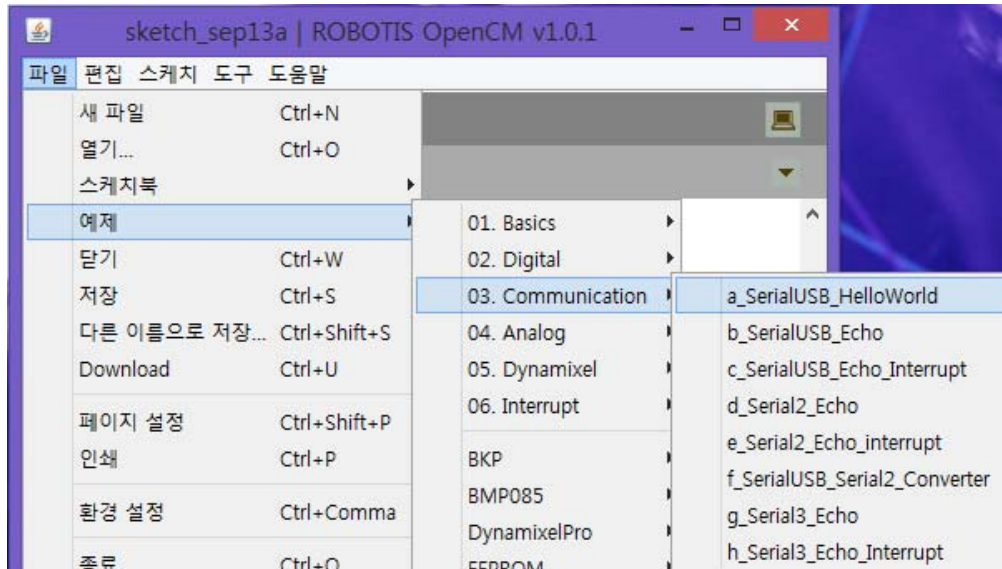 sketch_sep13a | ROBOTIS OpenCM v1.0.1
파일 편집 스케치 도구 도움말
새 파일 Ctrl+N
열기... Ctrl+O
스케치북
예제
닫기 Ctrl+W
저장 Ctrl+S
다른 이름으로 저장... Ctrl+Shift+S
Download Ctrl+U
페이지 설정 Ctrl+Shift+P
인쇄 Ctrl+P
환경 설정 Ctrl+Comma
종료 Ctrl+Q
01. Basics
02. Digital
03. Communication
04. Analog
05. Dynamixel
06. Interrupt
BKP
BMP085
DynamixelPro
EEPROM
a_SerialUSB_HelloWorld
b_SerialUSB_Echo
c_SerialUSB_Echo_Interrupt
d_Serial2_Echo
e_Serial2_Echo_interrupt
f_SerialUSB_Serial2_Converter
g_Serial3_Echo
h_Serial3_Echo_Interrupt